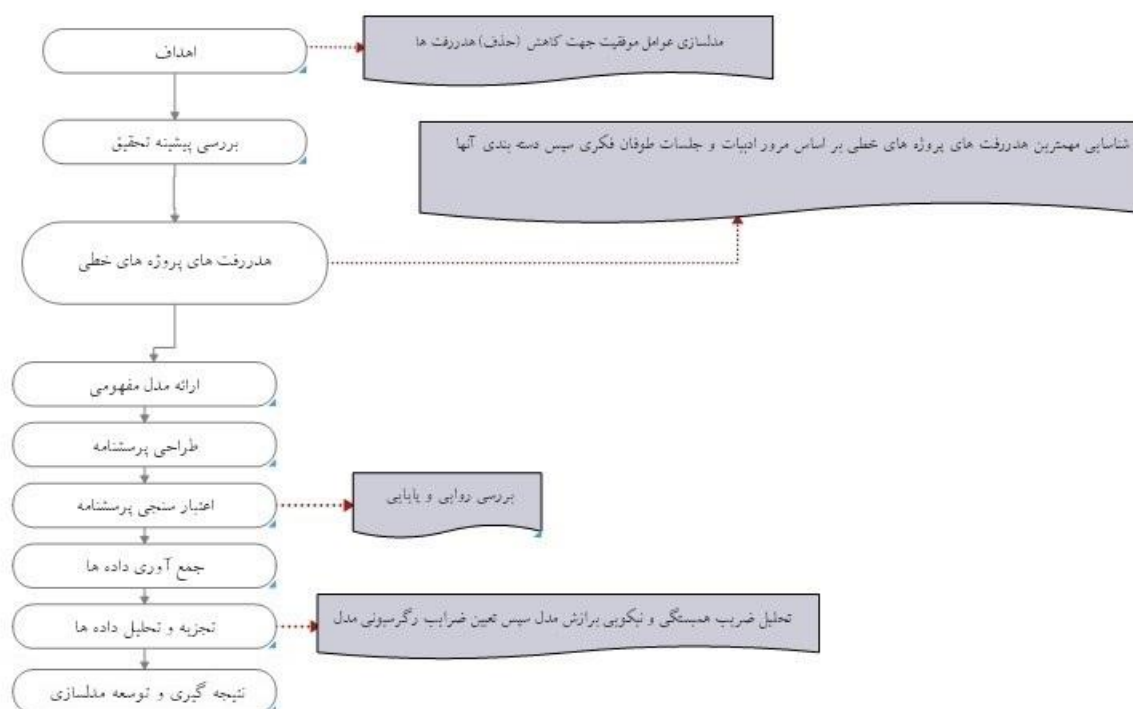 اهداف
مدلسازی عوامل موفقیت جهت کاهش (حذف) هدررفت ها
بررسی پیشینه تحقیق
شناسایی مهمترین هدررفت های پروژه های خطی بر اساس مرور ادبیات و جلسات طوفان فکری سپس دسته بندی آنها
هدررفت های پروژه های خطی
ارائه مدل مفهومی
طراحی پرسشنامه
اعتبار سنجی پرسشنامه
بررسی روایی و پایایی
جمع آوری داده ها
تجزیه و تحلیل داده ها
تحلیل ضریب همبستگی و نیکویی برازش مدل سپس تعیین ضرایب رگرسیونی مدل
نتیجه گیری و توسعه مدلسازی